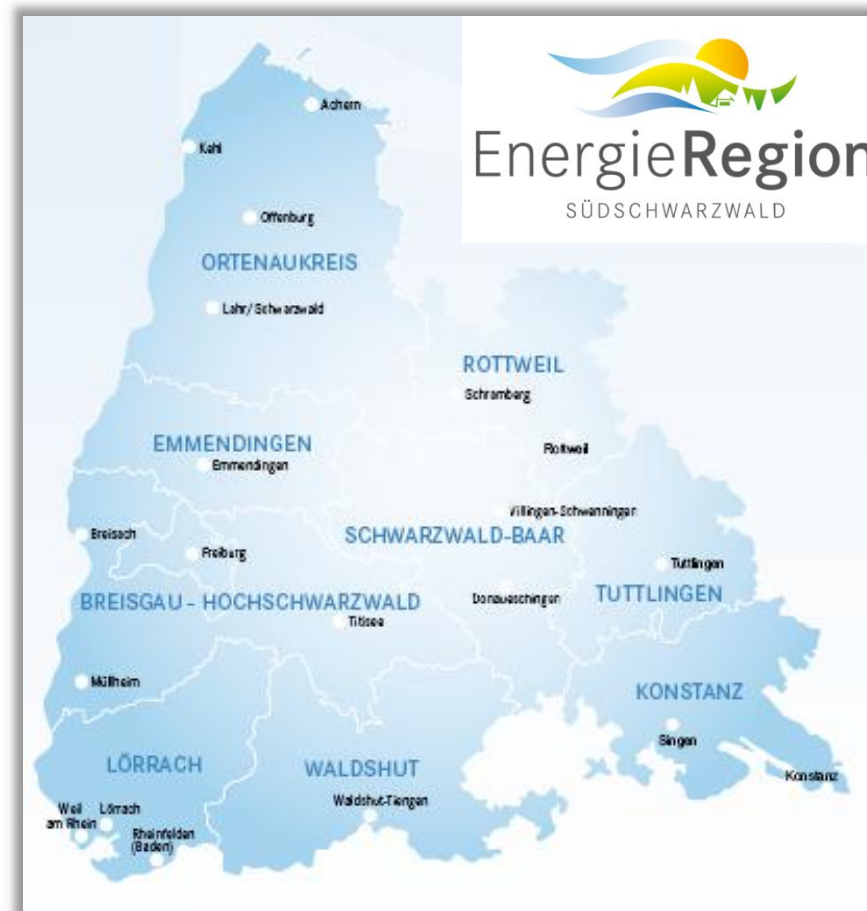 EnergieRegion
SÜDSCHWARZWALD
Achern
Kehl
Offenburg
ORTENAUKREIS
Lahr/Schwarzwald
ROTTWEIL
Schramberg
EMMENDINGEN
Emmendingen
Rottweil
Villingen-Schwenningen
Breisach
Freiburg
SCHWARZWALD-BAAR
Tuttlingen
BREISGAU - HOCHSCHWARZWALD
Donaueschingen
TUTTLINGEN
Titisee
Müllheim
KONSTANZ
Singen
LÖRRACH
WALDSHUT
Konstanz
Waldshut-Tiengen
Weil
am Rhein
Lörrach
Rheinfelden
(Baden)